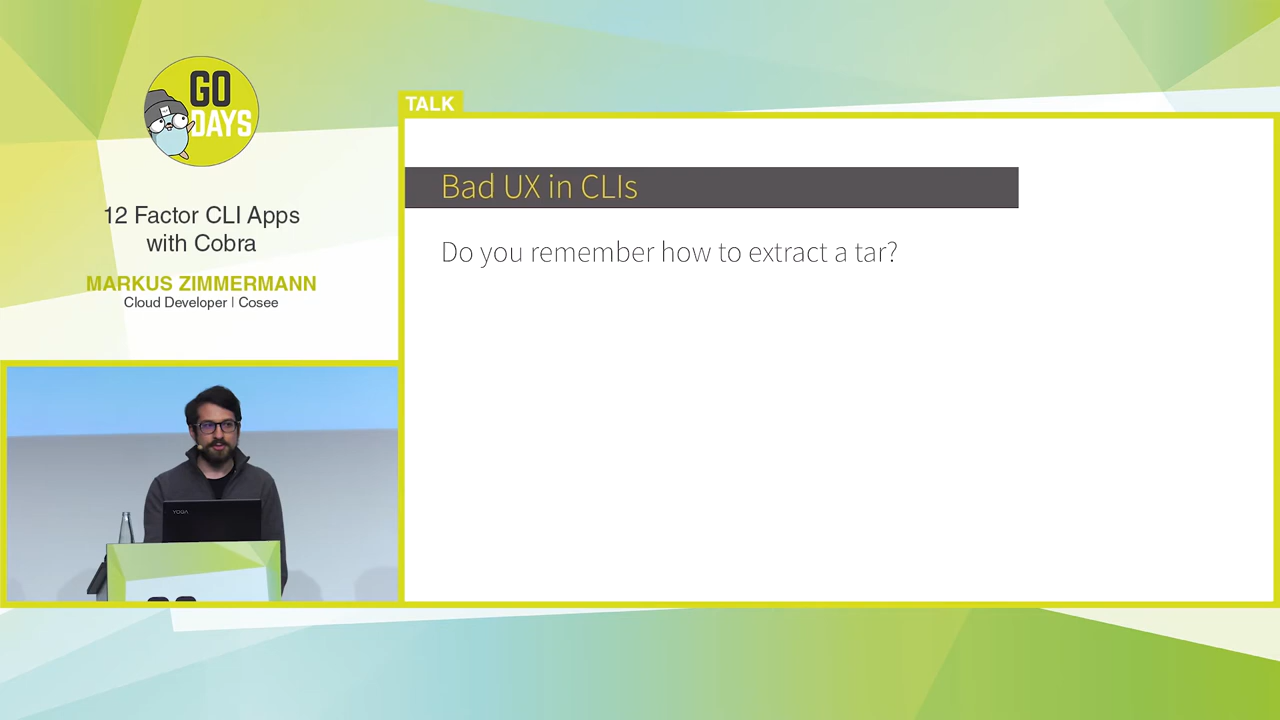 GO
DAYS
12 Factor CLI Apps
with Cobra
MARKUS ZIMMERMANN
Cloud Developer | Cosee
TALK
Bad UX in CLIs
Do you remember how to extract a tar?
YOGA